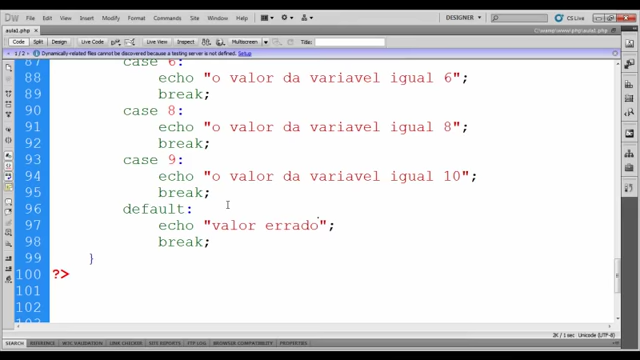 DW File Edit View Insert Modify Format Commands Site Window Help
DESIGNER
CS Live
aula1.php
Code Split Design Live Code Live View Inspect Multiscreen Title:
Dynamically-related files cannot be discovered because a testing server is not defined. Setup
87 case 6:
88 echo "o valor da variavel igual 6";
89 break;
90 case 8:
91 echo "o valor da variavel igual 8";
92 break;
93 case 9:
94 echo "o valor da variavel igual 10";
95 break;
96 default:
97 echo "valor errado";
98 break;
99 }
100 ?>
101
102
103
2K / 1 sec Unicode (UTF-8)
SEARCH REFERENCE W3C VALIDATION LINK CHECKER SITE REPORTS FTP LOG BROWSER COMPATIBILITY PROPERTIES